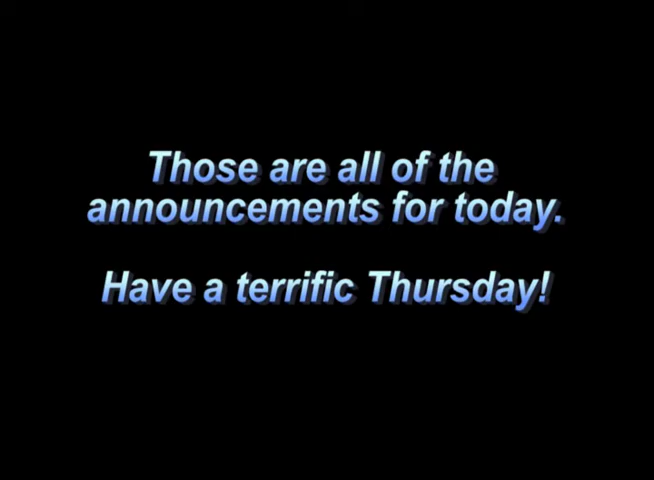 Those are all of the
announcements for today.
Have a terrific Thursday!